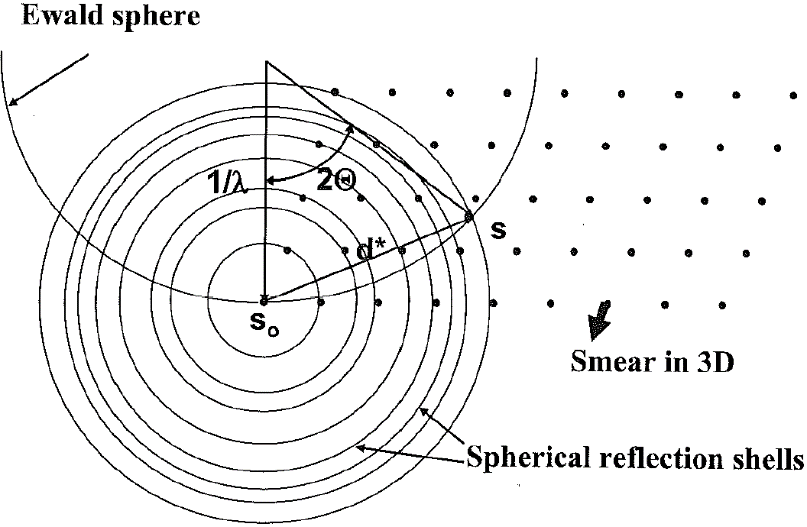 Ewald sphere
1/λ
2Θ
s
d*
s₀
Smear in 3D
Spherical reflection shells